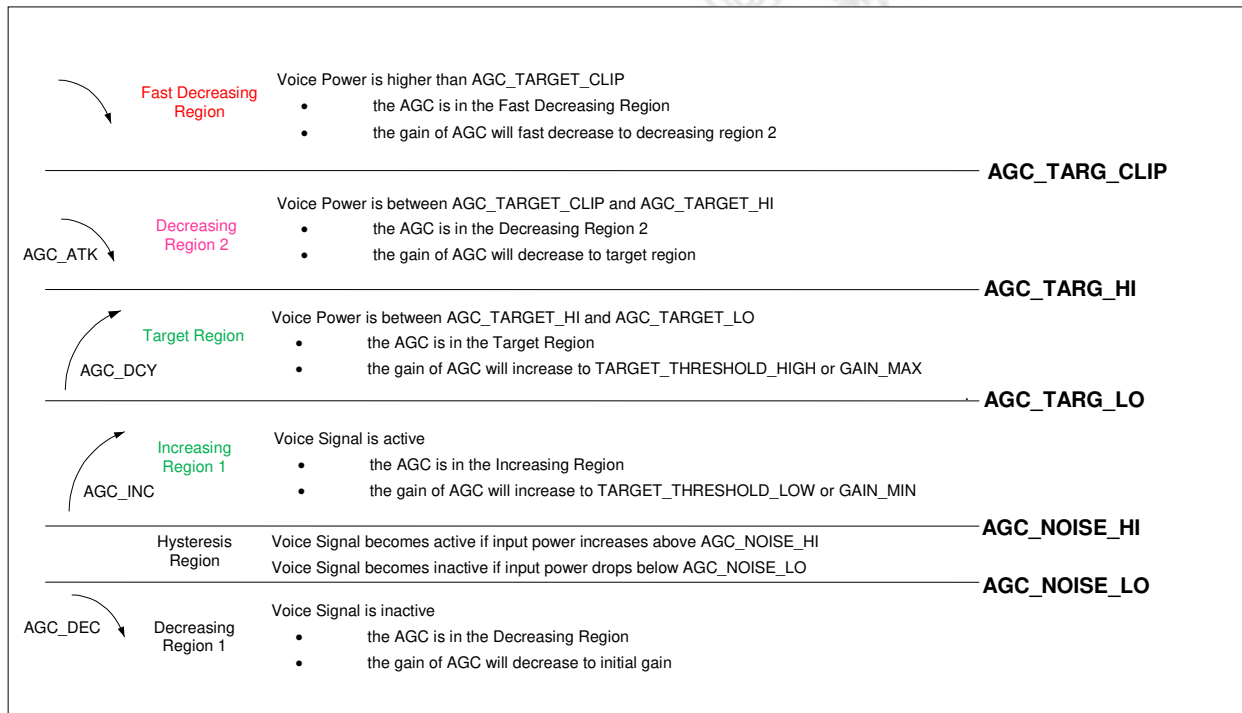 Fast Decreasing
Region
Voice Power is higher than AGC_TARGET_CLIP
• the AGC is in the Fast Decreasing Region
• the gain of AGC will fast decrease to decreasing region 2
AGC_TARG_CLIP
AGC_ATK
Decreasing
Region 2
Voice Power is between AGC_TARGET_CLIP and AGC_TARGET_HI
• the AGC is in the Decreasing Region 2
• the gain of AGC will decrease to target region
AGC_TARG_HI
AGC_DCY
Target Region
Voice Power is between AGC_TARGET_HI and AGC_TARGET_LO
• the AGC is in the Target Region
• the gain of AGC will increase to TARGET_THRESHOLD_HIGH or GAIN_MAX
AGC_TARG_LO
AGC_INC
Increasing
Region 1
Voice Signal is active
• the AGC is in the Increasing Region
• the gain of AGC will increase to TARGET_THRESHOLD_LOW or GAIN_MIN
AGC_NOISE_HI
Hysteresis
Region
Voice Signal becomes active if input power increases above AGC_NOISE_HI
Voice Signal becomes inactive if input power drops below AGC_NOISE_LO
AGC_NOISE_LO
AGC_DEC
Decreasing
Region 1
Voice Signal is inactive
• the AGC is in the Decreasing Region
• the gain of AGC will decrease to initial gain